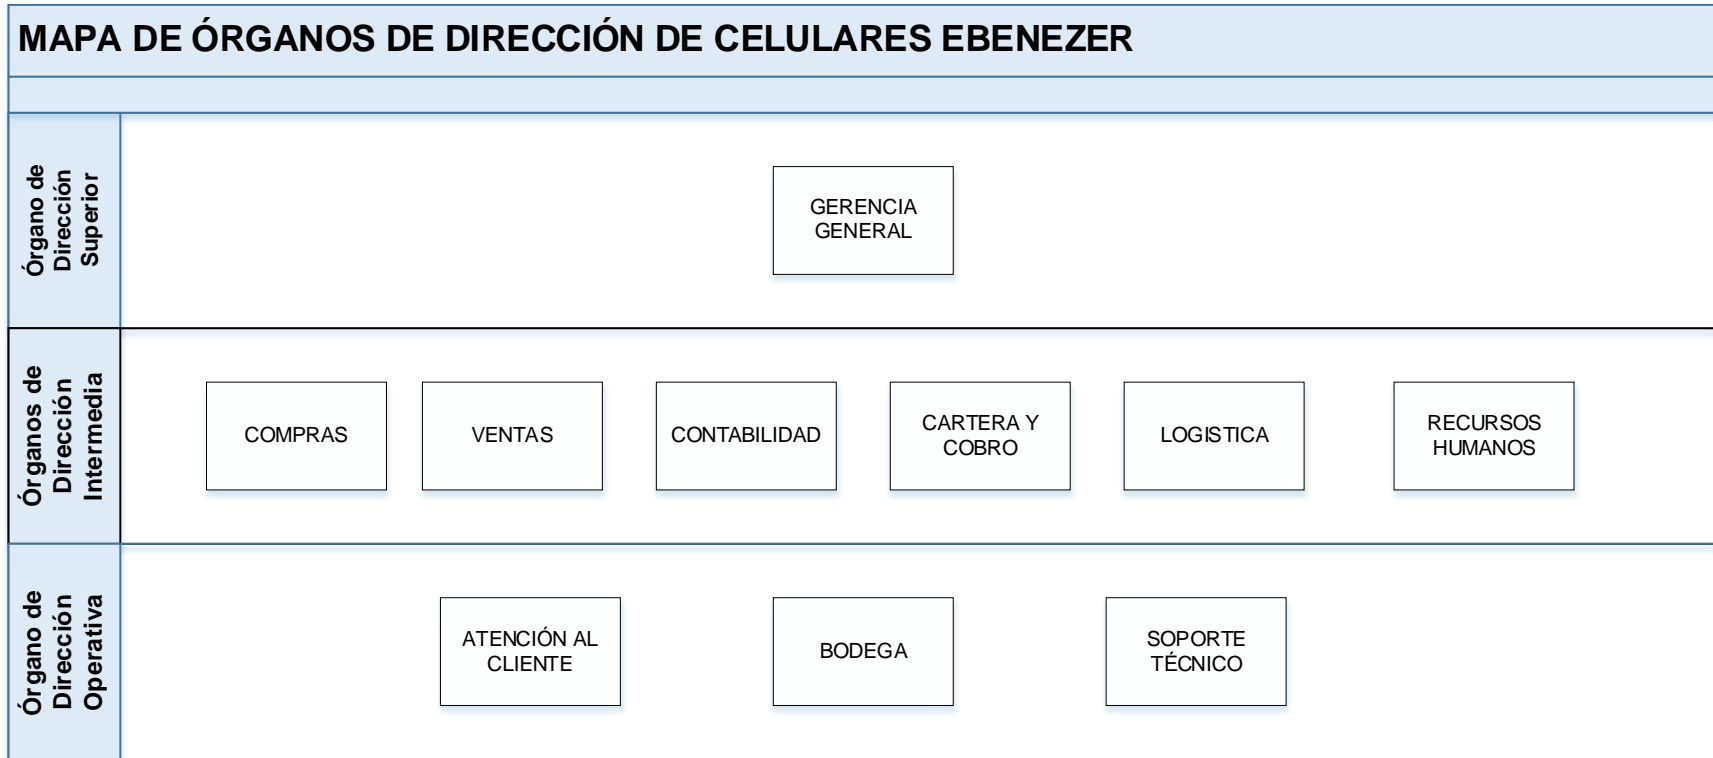 MAPA DE ÓRGANOS DE DIRECCIÓN DE CELULARES EBENEZER
Órgano de
Dirección
Superior
GERENCIA
GENERAL
Órganos de
Dirección
Intermedia
COMPRAS
VENTAS
CONTABILIDAD
CARTERA Y
COBRO
LOGISTICA
RECURSOS
HUMANOS
Órgano de
Dirección
Operativa
ATENCIÓN AL
CLIENTE
BODEGA
SOPORTE
TÉCNICO